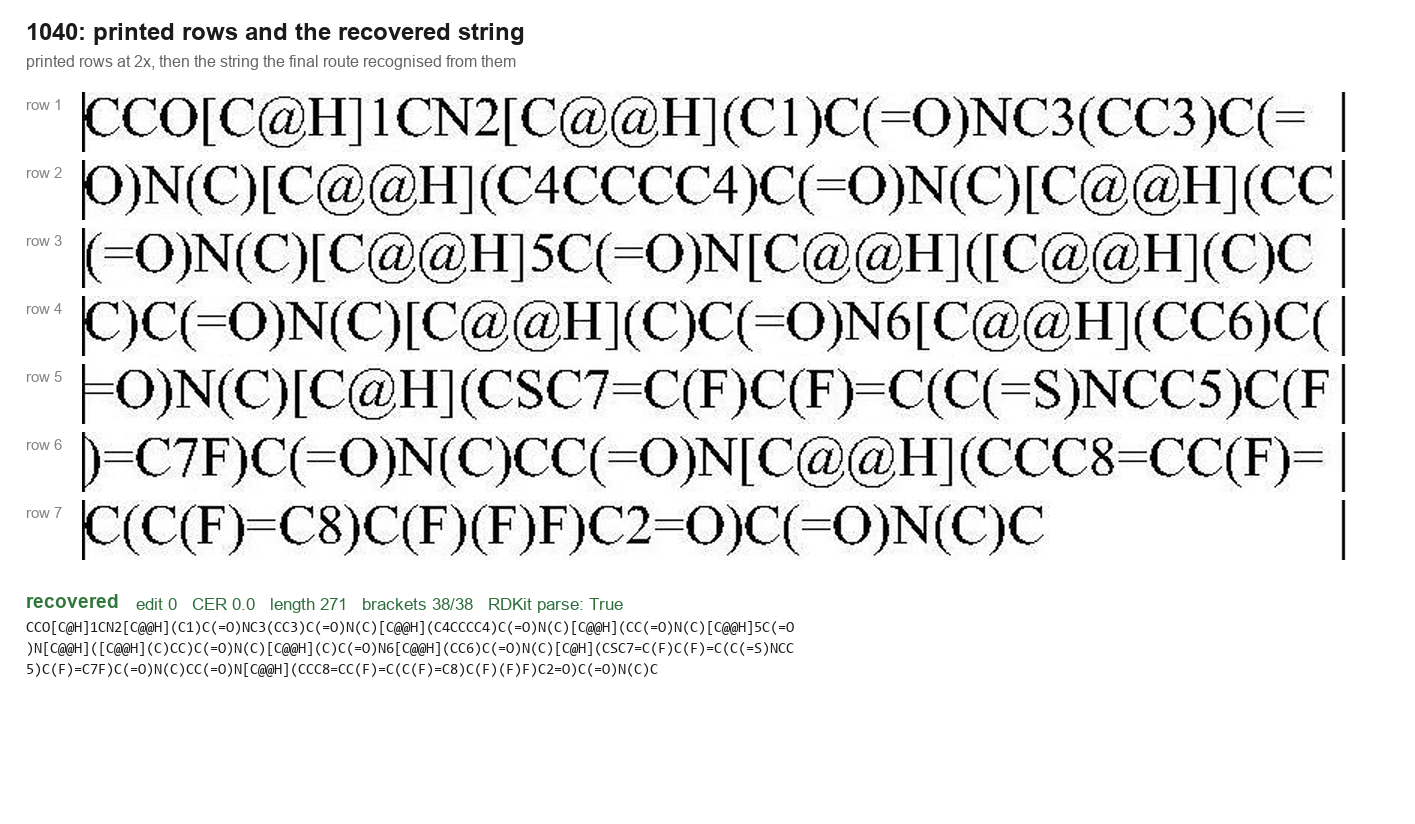 1040: printed rows and the recovered string
printed rows at 2x, then the string the final route recognised from them
row 1 CCO[C@H]1CN2[C@@H](C1)C(=O)NC3(CC3)C(=
row 2 O)N(C)[C@@H](C4CCCC4)C(=O)N(C)[C@@H](CC
row 3 (=O)N(C)[C@@H]5C(=O)N[C@@H]([C@@H](C)C
row 4 C)C(=O)N(C)[C@@H](C)C(=O)N6[C@@H](CC6)C(
row 5 =O)N(C)[C@H](CSC7=C(F)C(F)=C(C(=S)NCC5)C(F
row 6 )=C7F)C(=O)N(C)CC(=O)N[C@@H](CCC8=CC(F)=
row 7 C(C(F)=C8)C(F)(F)F)C2=O)C(=O)N(C)C
recovered edit 0 CER 0.0 length 271 brackets 38/38 RDKit parse: True
CCO[C@H]1CN2[C@@H](C1)C(=O)NC3(CC3)C(=O)N(C)[C@@H](C4CCCC4)C(=O)N(C)[C@@H](CC(=O)N(C)[C@@H]5C(=O
)N[C@@H]([C@@H](C)CC)C(=O)N(C)[C@@H](C)C(=O)N6[C@@H](CC6)C(=O)N(C)[C@H](CSC7=C(F)C(F)=C(C(=S)NCC
5)C(F)=C7F)C(=O)N(C)CC(=O)N[C@@H](CCC8=CC(F)=C(C(F)=C8)C(F)(F)F)C2=O)C(=O)N(C)C